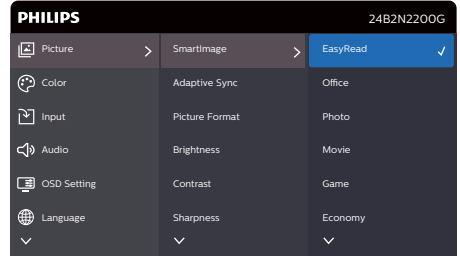 PHILIPS 24B2N2200G
Picture SmartImage EasyRead
Color Adaptive Sync Office
Input Picture Format Photo
Audio Brightness Movie
OSD Setting Contrast Game
Language Sharpness Economy